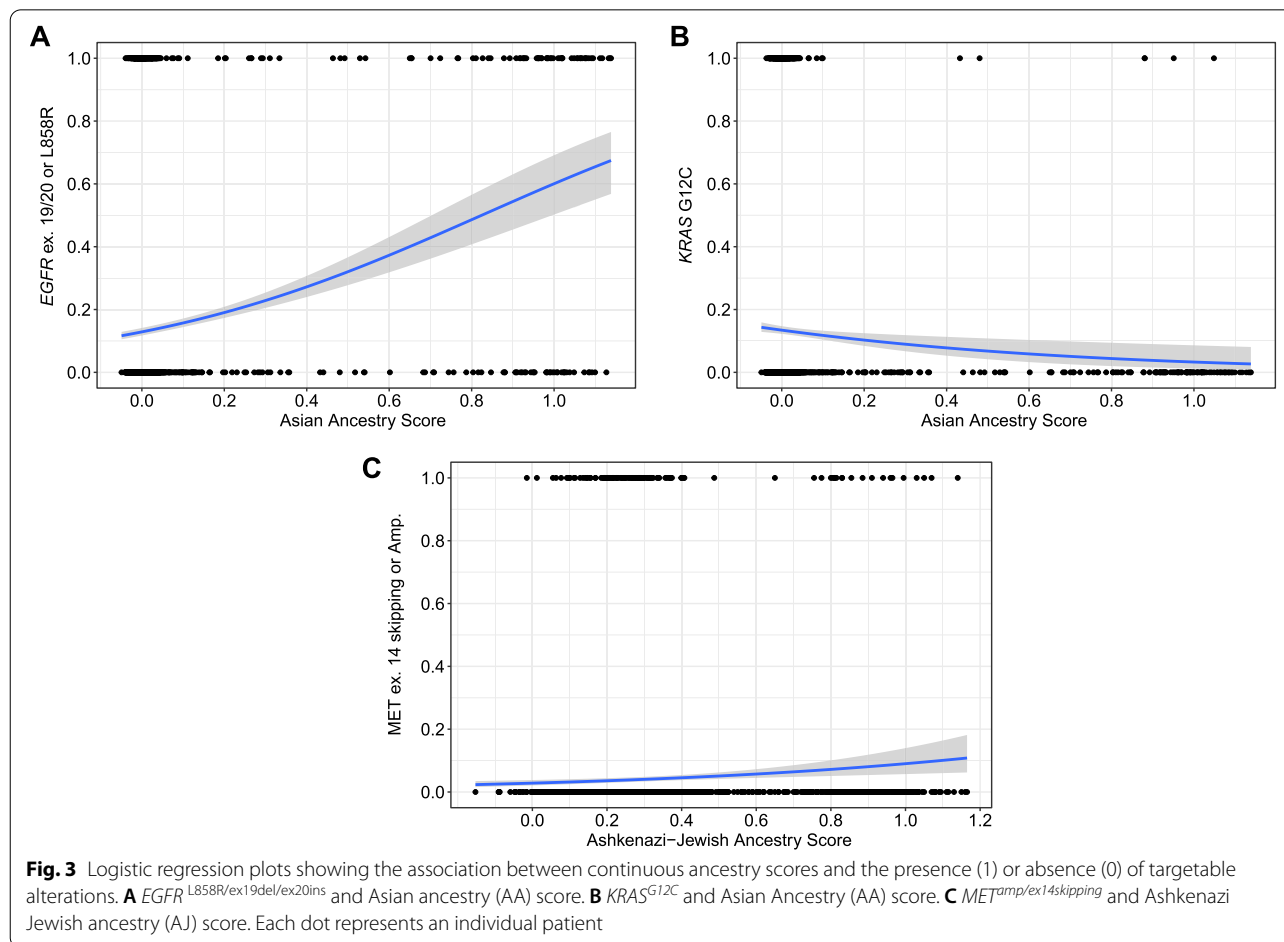 A
B
1.0
0.8
0.6
0.4
0.2
0.0
EGFR ex. 19/20 or L858R
0.0 0.2 0.4 0.6 0.8 1.0
Asian Ancestry Score
1.0
0.8
0.6
0.4
0.2
0.0
KRAS G12C
0.0 0.2 0.4 0.6 0.8 1.0
Asian Ancestry Score
C
1.0
0.8
0.6
0.4
0.2
0.0
MET ex. 14 skipping or Amp.
0.0 0.2 0.4 0.6 0.8 1.0 1.2
Ashkenazi−Jewish Ancestry Score
Fig. 3 Logistic regression plots showing the association between continuous ancestry scores and the presence (1) or absence (0) of targetable
alterations. A EGFR L858R/ex19del/ex20ins and Asian ancestry (AA) score. B KRASG12C and Asian Ancestry (AA) score. C METamp/ex14skipping and Ashkenazi
Jewish ancestry (AJ) score. Each dot represents an individual patient